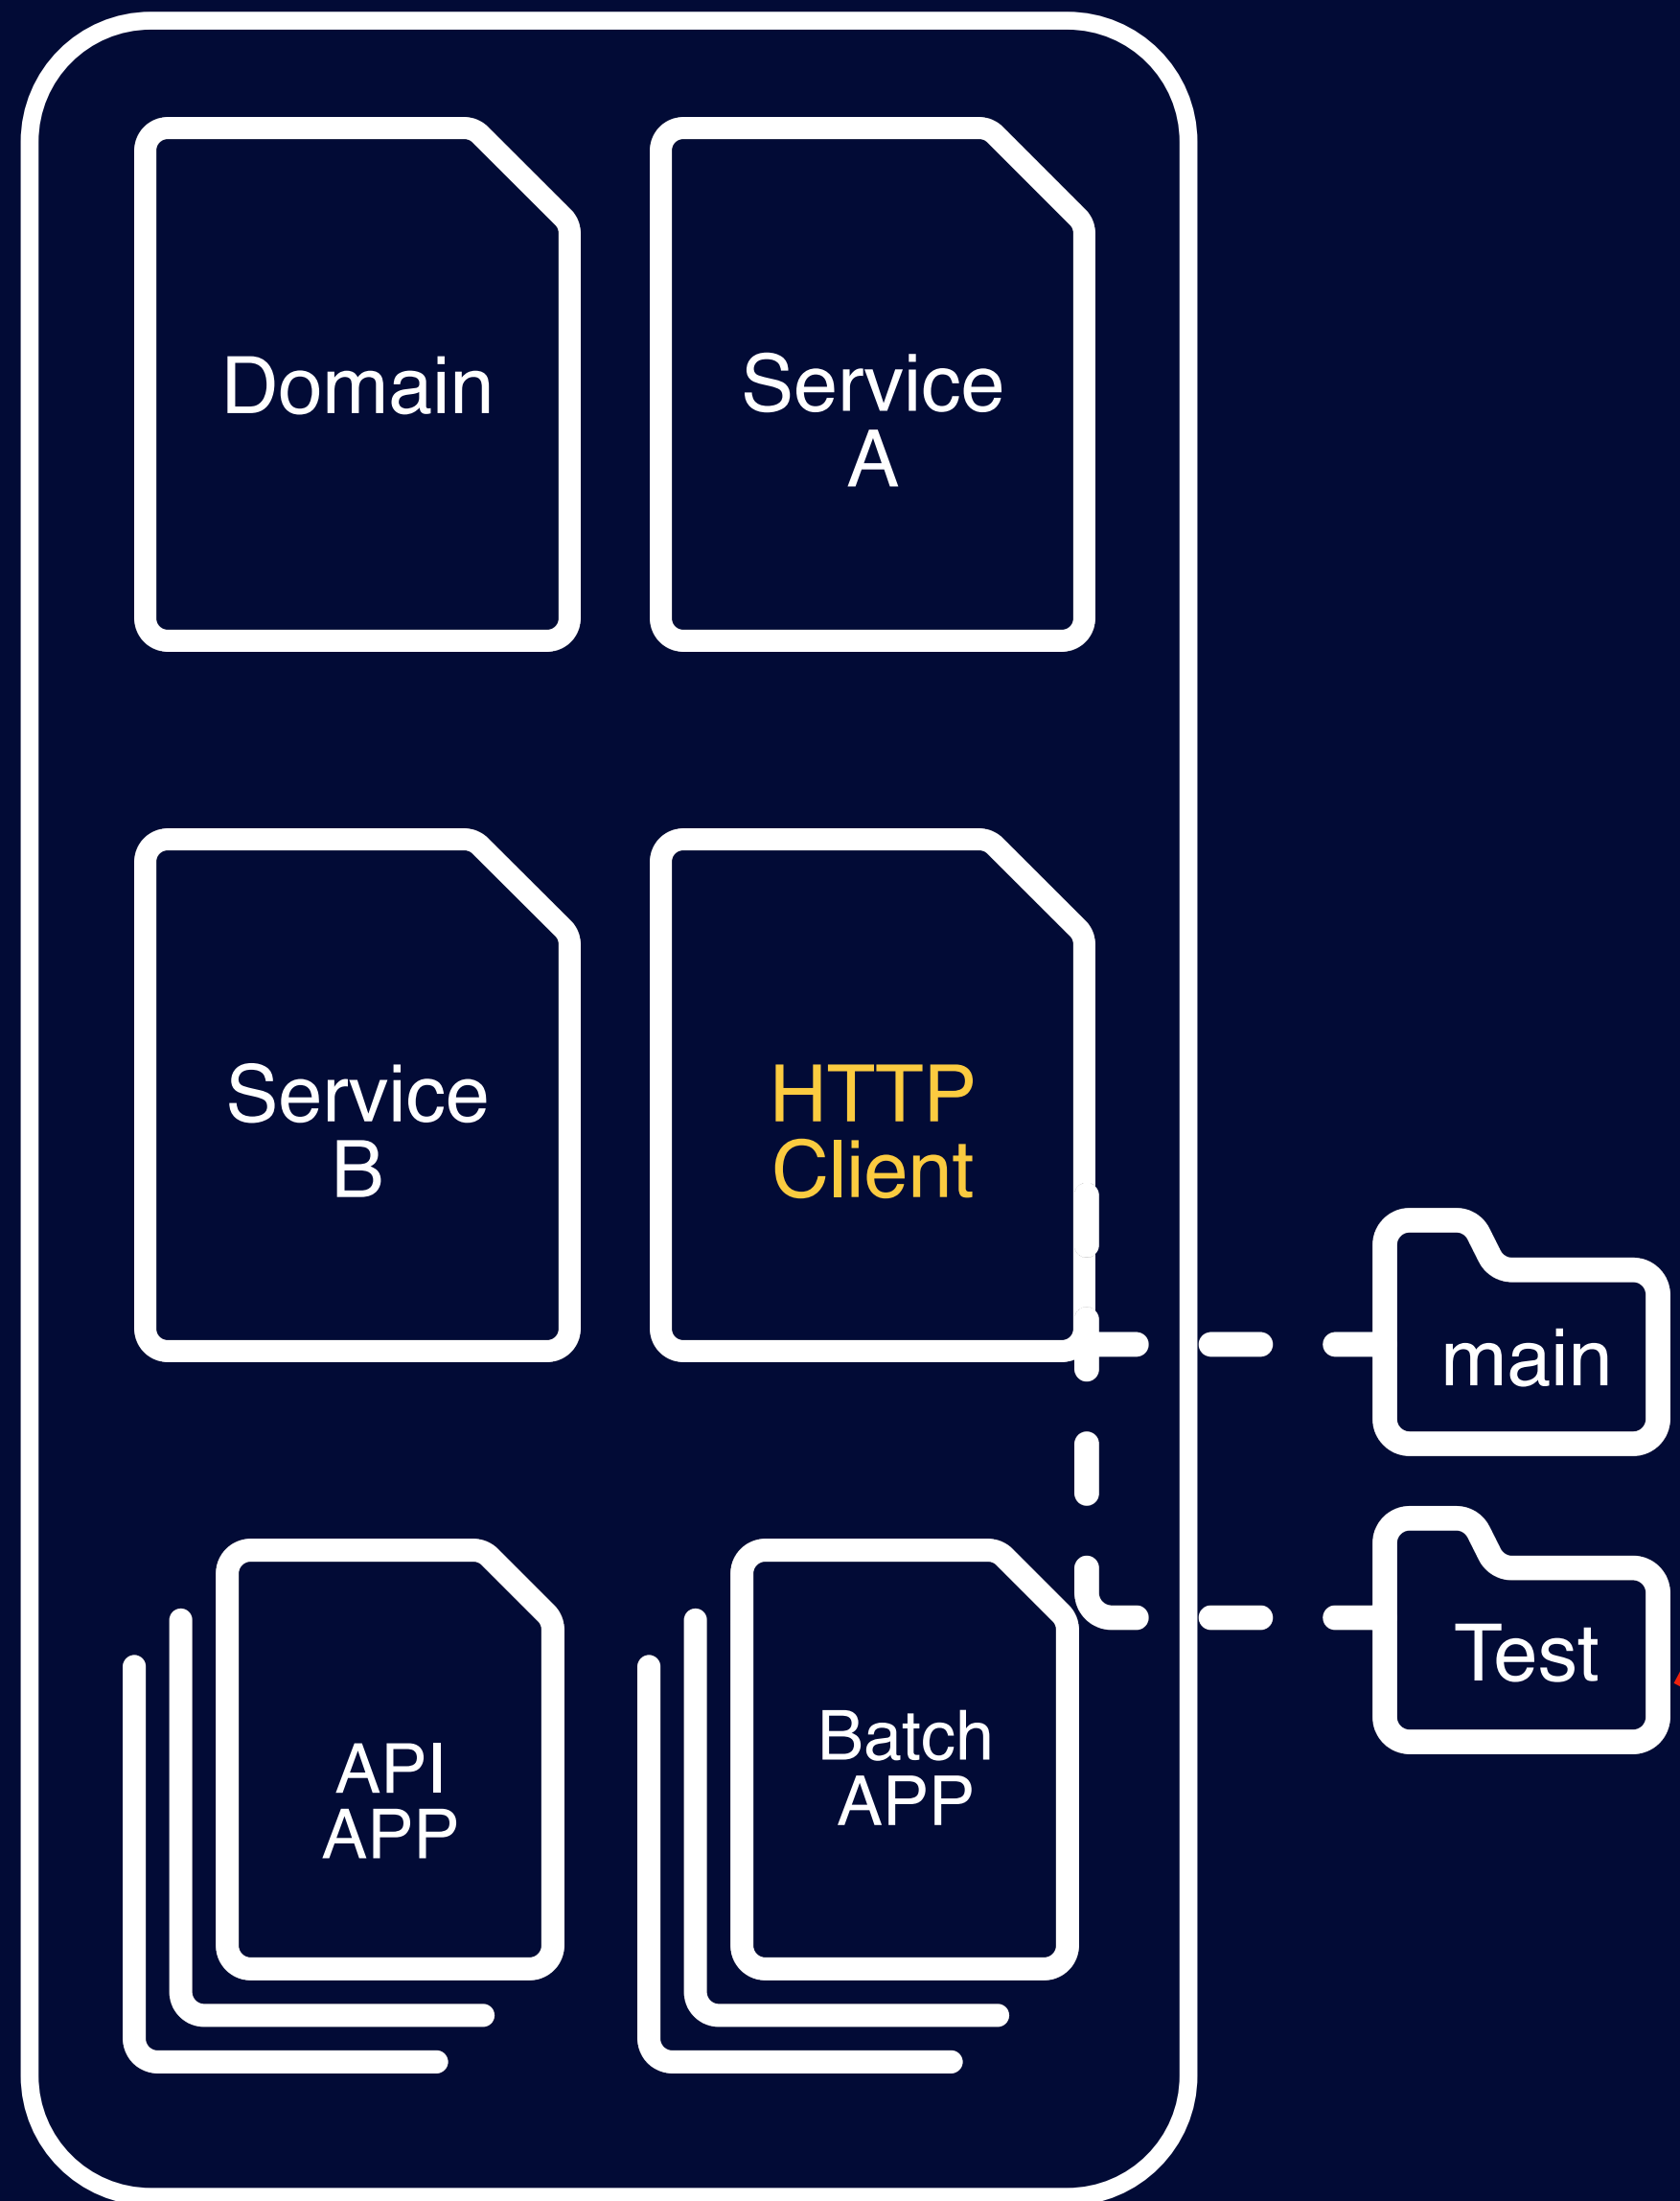 Domain
Service
A
Service
B
HTTP
Client
main
Test
API
APP
Batch
APP